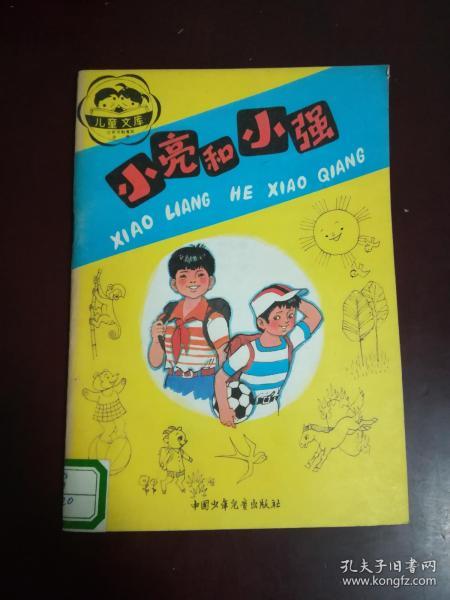 儿童文库
小亮和小强
XIAO LIANG HE XIAO QIANG
中国少年儿童出版社
20
孔夫子旧书网
www.kongfz.com